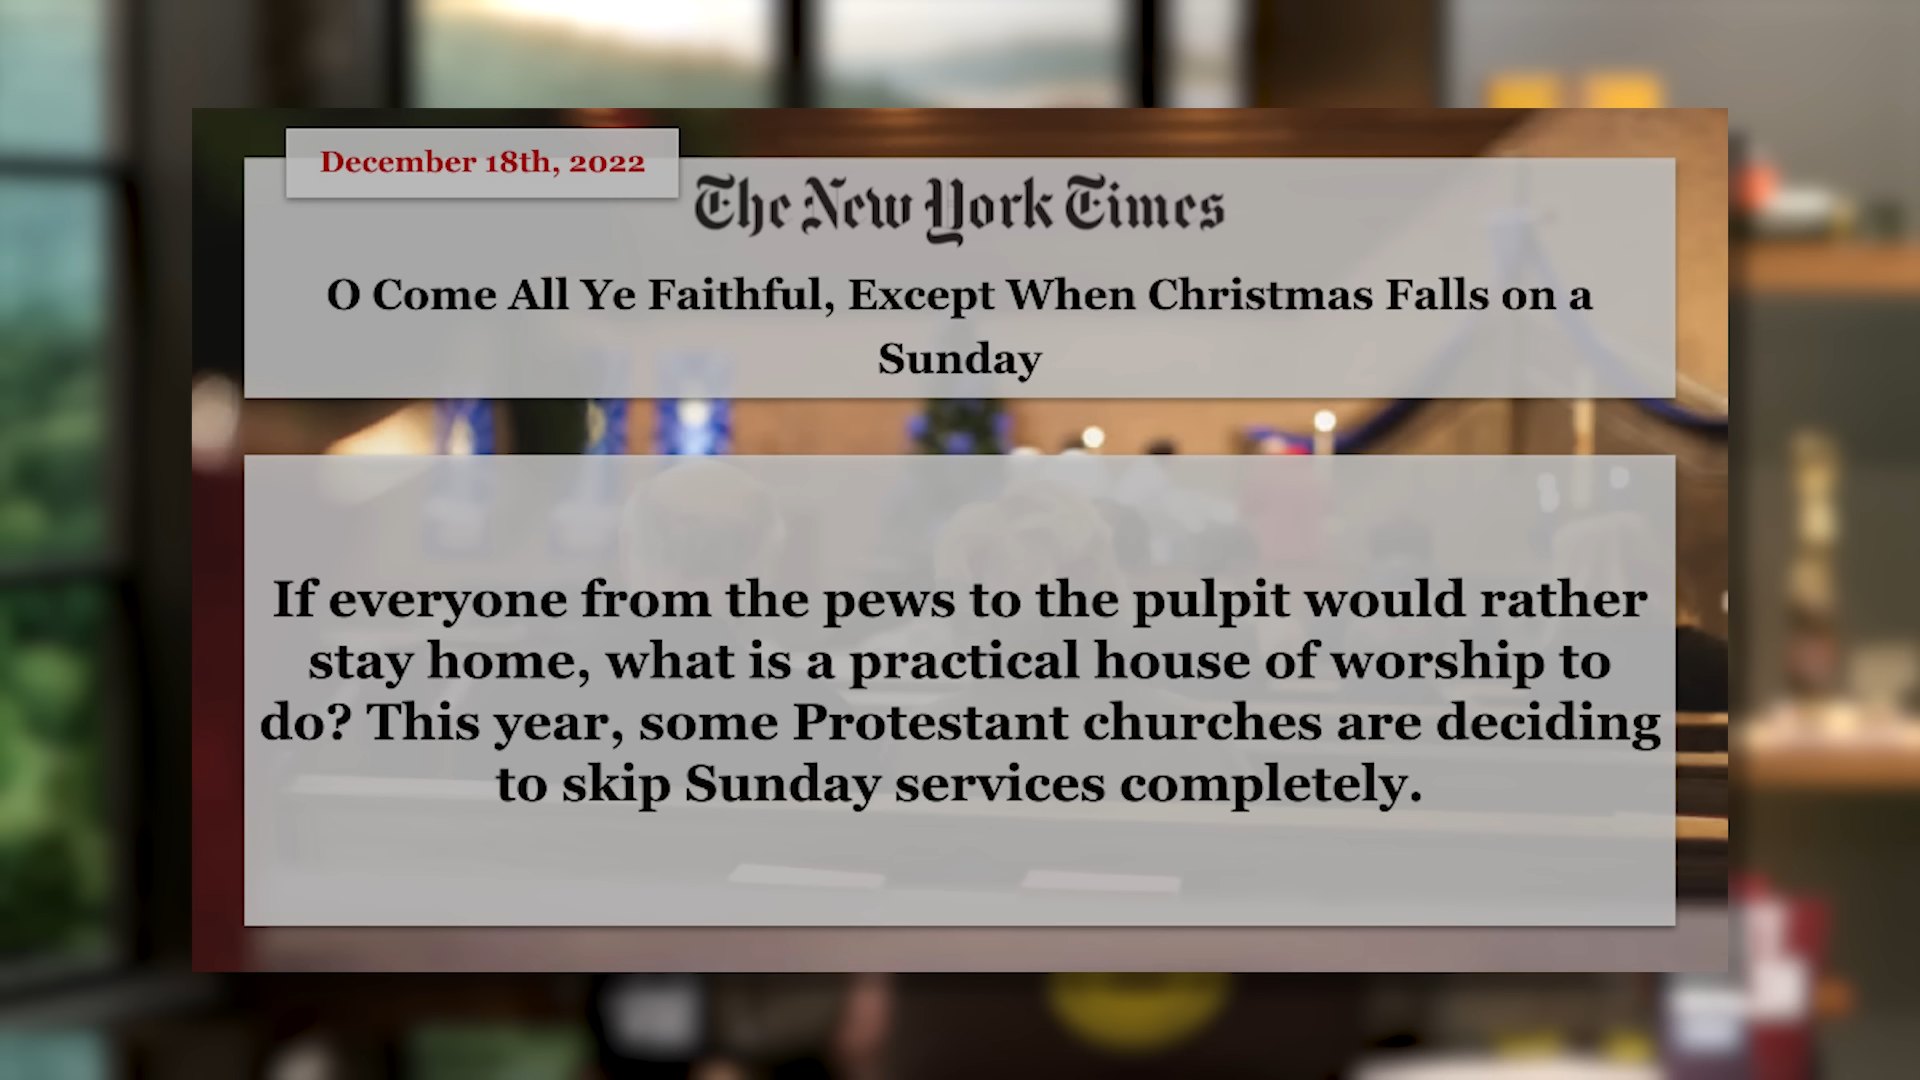 December 18th, 2022
The New York Times
O Come All Ye Faithful, Except When Christmas Falls on a
Sunday
If everyone from the pews to the pulpit would rather
stay home, what is a practical house of worship to
do? This year, some Protestant churches are deciding
to skip Sunday services completely.